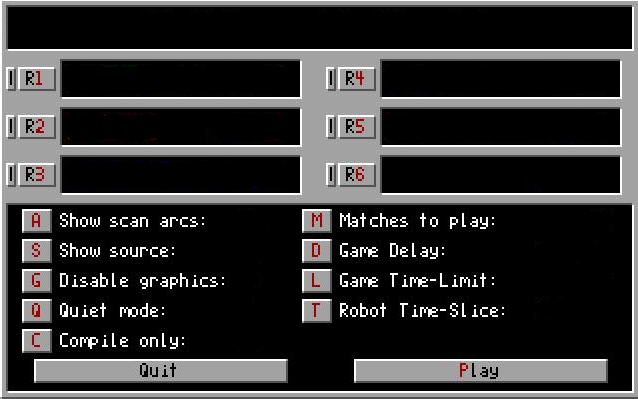 R1 R4
R2 R5
R3 R6
A Show scan arcs: M Matches to play:
S Show source: D Game Delay:
G Disable graphics: L Game Time-Limit:
Q Quiet mode: T Robot Time-Slice:
C Compile only:
Quit Play